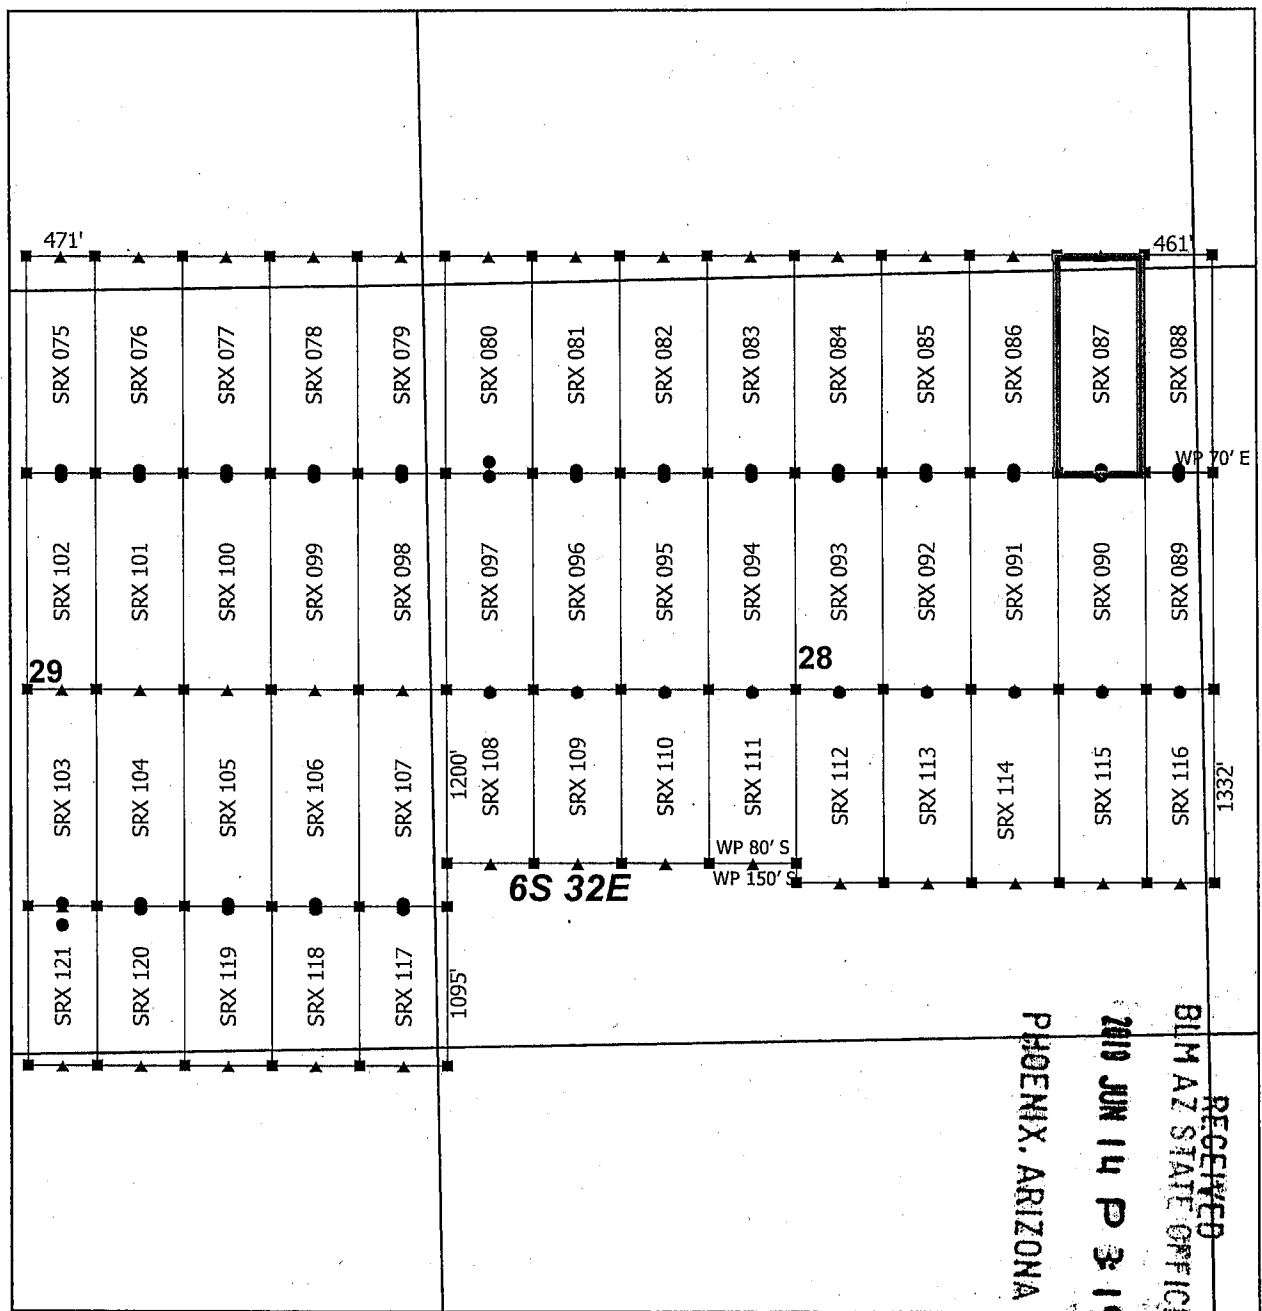 471' 461'
SRX 075 SRX 076 SRX 077 SRX 078 SRX 079 SRX 080 SRX 081 SRX 082 SRX 083 SRX 084 SRX 085 SRX 086 SRX 087 SRX 088
WP 70' E
SRX 102 SRX 101 SRX 100 SRX 099 SRX 098 SRX 097 SRX 096 SRX 095 SRX 094 SRX 093 SRX 092 SRX 091 SRX 090 SRX 089
29 28
SRX 103 SRX 104 SRX 105 SRX 106 SRX 107 1200' SRX 108 SRX 109 SRX 110 SRX 111 SRX 112 SRX 113 SRX 114 SRX 115 SRX 116 1332'
WP 80' S
WP 150' S
6S 32E
SRX 121 SRX 120 SRX 119 SRX 118 SRX 117 1095'
RECEIVED
BLM AZ STATE OFFIC
2019 JUN 14 P 3
PHOENIX, ARIZONA